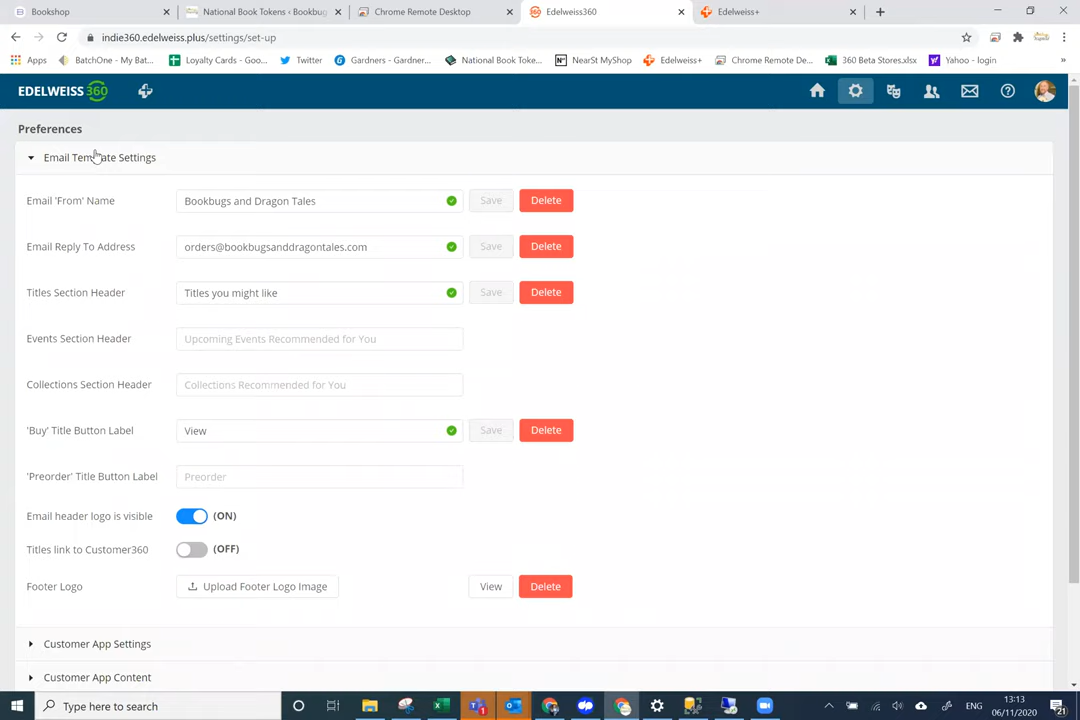 Bookshop
National Book Tokens ‹ Bookbug
Chrome Remote Desktop
Edelweiss360
Edelweiss+
indie360.edelweiss.plus/settings/set-up
Apps
BatchOne - My Bat...
Loyalty Cards - Goo...
Twitter
Gardners - Gardner...
National Book Toke...
NearSt MyShop
Edelweiss+
Chrome Remote De...
360 Beta Stores.xlsx
Yahoo - login
»
EDELWEISS 360
Preferences
Email Template Settings
Email 'From' Name
Bookbugs and Dragon Tales
Save
Delete
Email Reply To Address
orders@bookbugsanddragontales.com
Save
Delete
Titles Section Header
Titles you might like
Save
Delete
Events Section Header
Upcoming Events Recommended for You
Collections Section Header
Collections Recommended for You
'Buy' Title Button Label
View
Save
Delete
'Preorder' Title Button Label
Preorder
Email header logo is visible
(ON)
Titles link to Customer360
(OFF)
Footer Logo
Upload Footer Logo Image
View
Delete
Customer App Settings
Customer App Content
Type here to search
ENG
13:13
06/11/2020
21